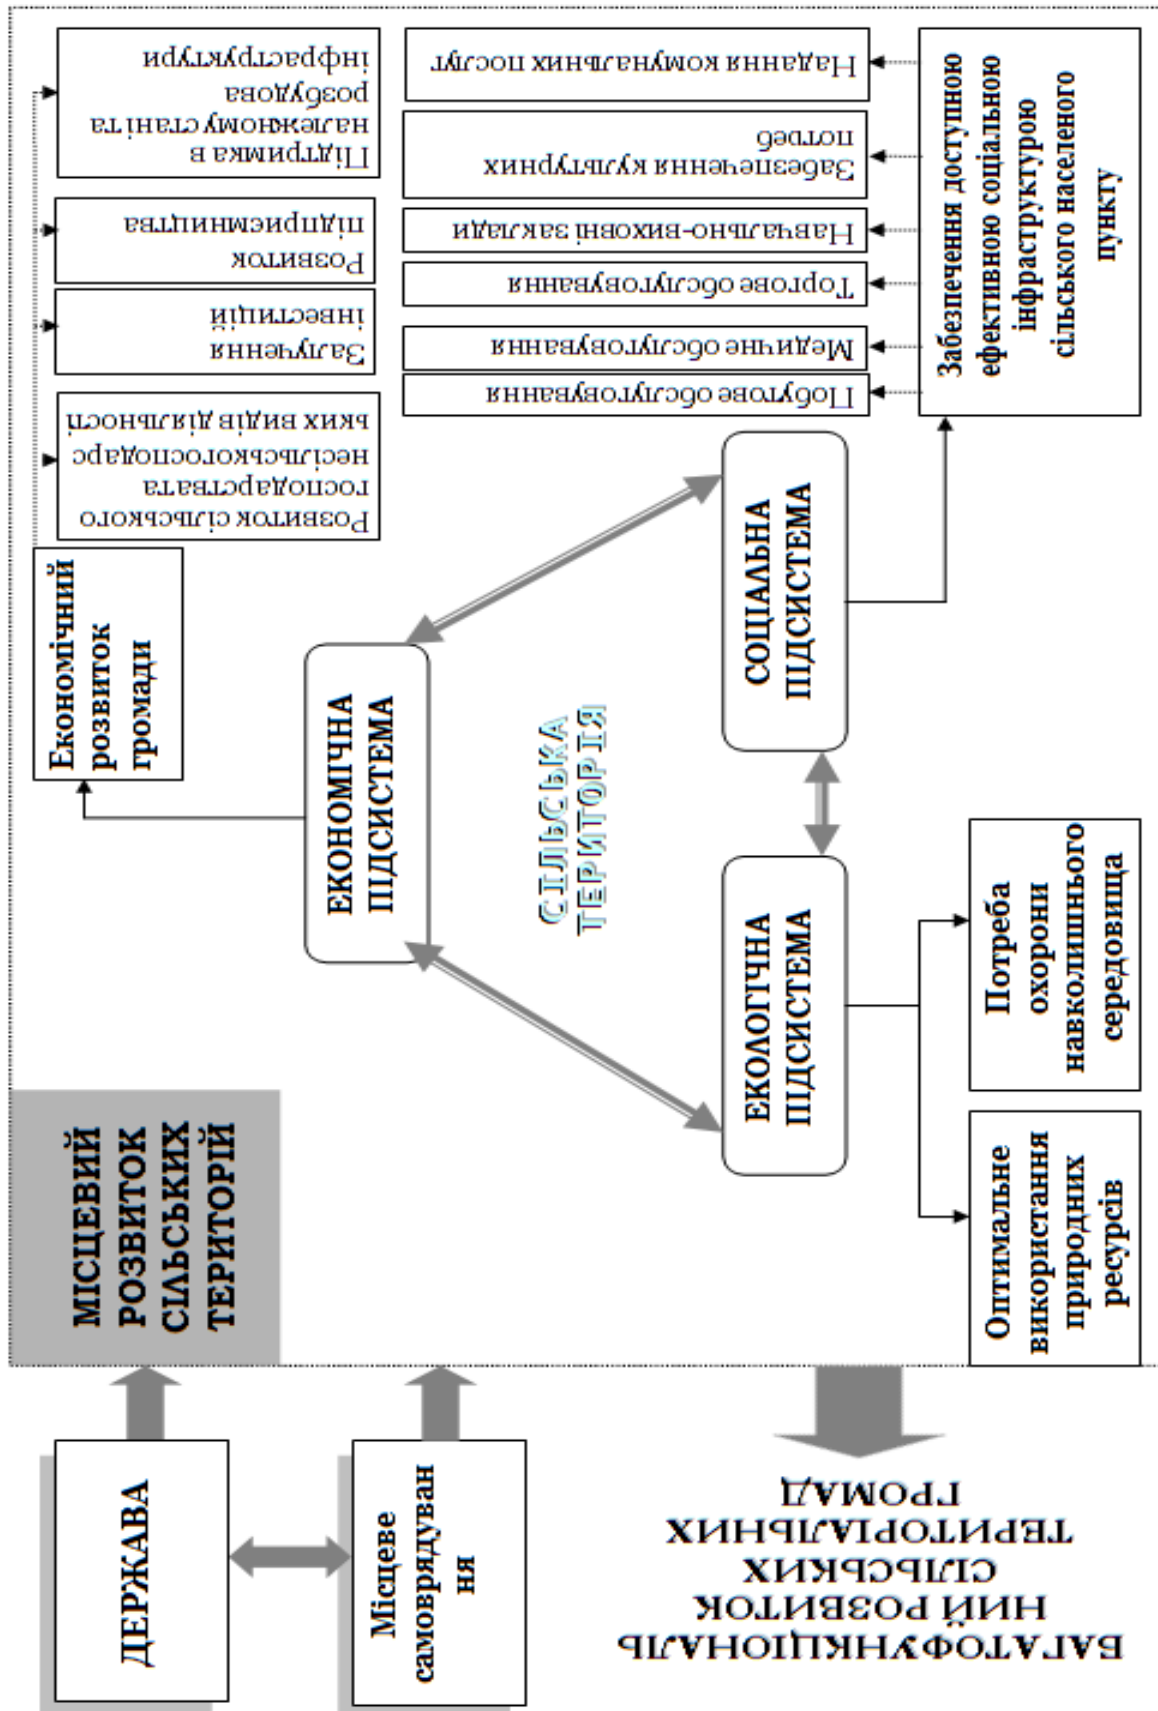 ДЕРЖАВА
Місцеве
самоврядуван
ня
МІСЦЕВИЙ
РОЗВИТОК
СІЛЬСЬКИХ
ТЕРИТОРІЙ
БАГАТОФУНКЦІОНАЛЬ
НИЙ РОЗВИТОК
СІЛЬСЬКИХ
ТЕРИТОРІАЛЬНИХ
ГРОМАД
ЕКОНОМІЧНА
ПІДСИСТЕМА
СІЛЬСЬКА
ТЕРИТОРІЯ
ЕКОЛОГІЧНА
ПІДСИСТЕМА
СОЦІАЛЬНА
ПІДСИСТЕМА
Економічний
розвиток
громади
Розвиток сільського
господарствата
несільськогосподарс
ьких видів діяльності
Залучення
інвестицій
Розвиток
підприємництва
Підтримка в
належному станіта
розбудова
інфраструктури
Побутове обслуговування
Медичне обслуговування
Торгове обслуговування
Навчально-виховні заклади
Забезпечення культурних
потреб
Надання комунальних послуг
Забезпечення доступною
ефективною соціальною
інфраструктурою
сільського населеного
пункту
Оптимальне
використання
природних
ресурсів
Потреба
охорони
навколишнього
середовища